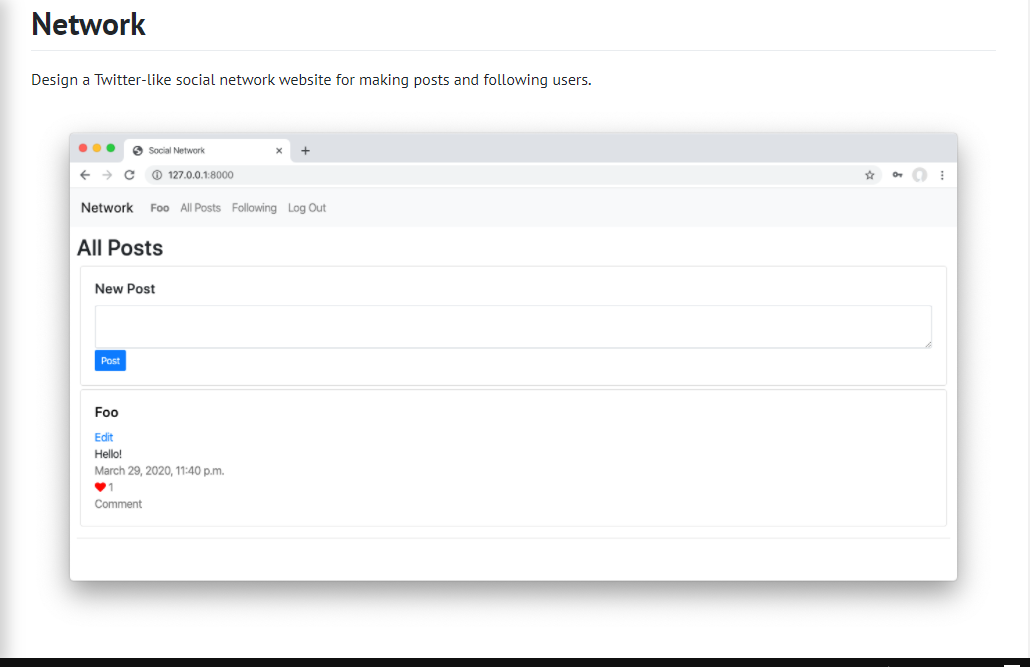 Network
Design a Twitter-like social network website for making posts and following users.
Social Network
127.0.0.1:8000
Network Foo All Posts Following Log Out
All Posts
New Post
Post
Foo
Edit
Hello!
March 29, 2020, 11:40 p.m.
1
Comment